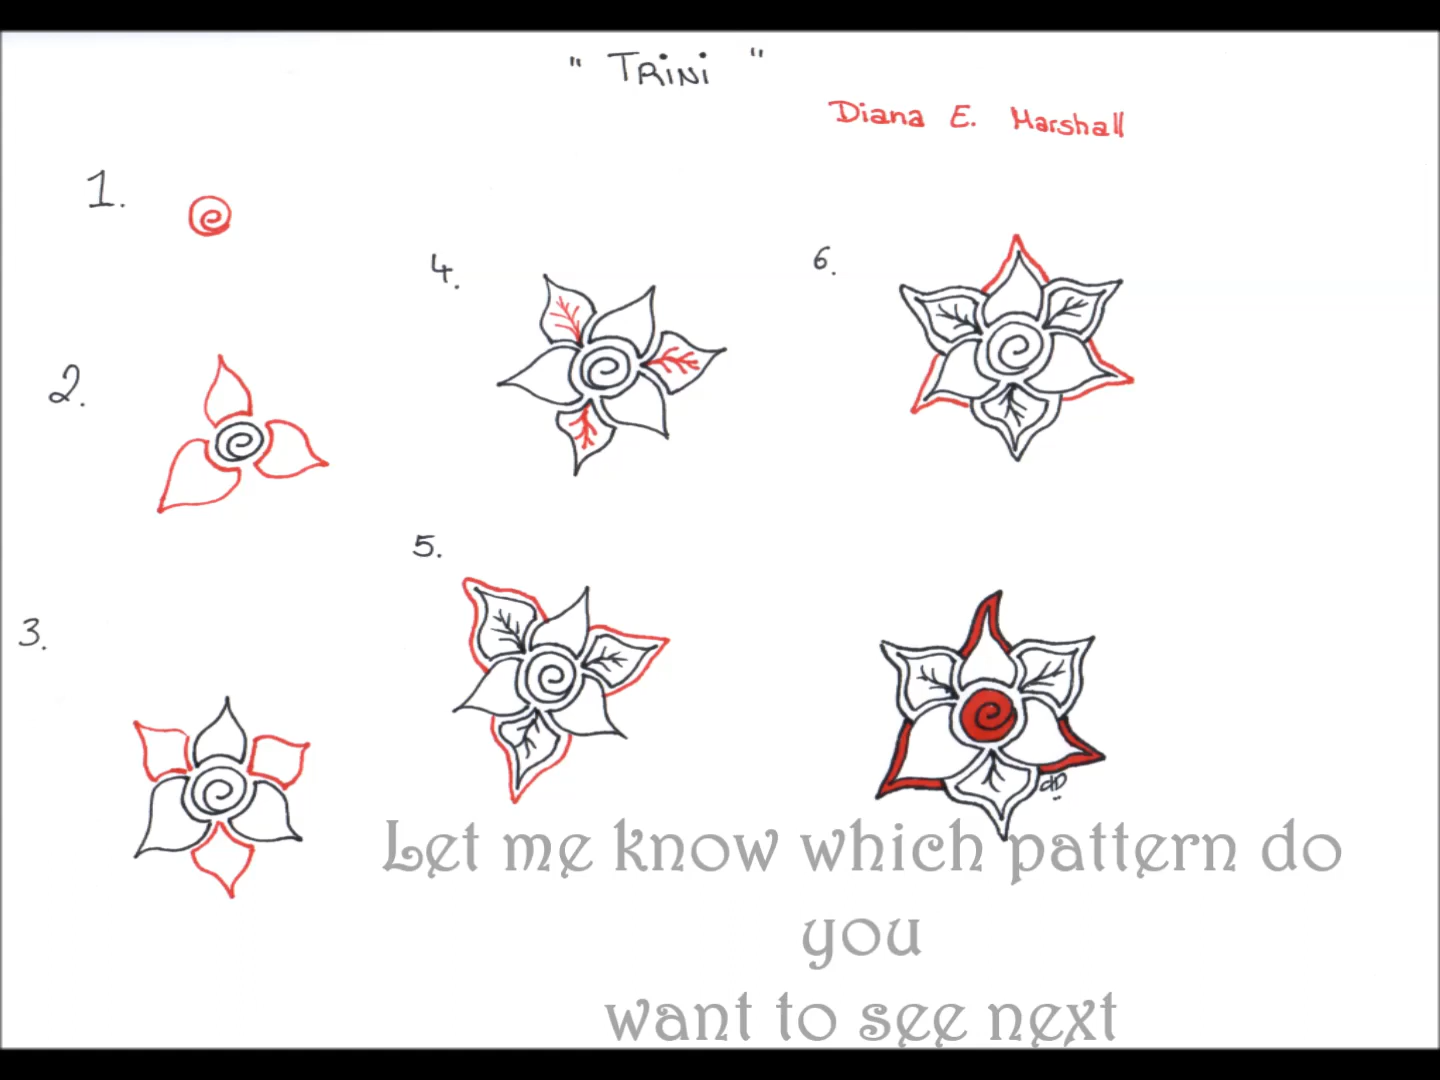 " TRiNi "
Diana E. Marshall
1.
2.
3.
4.
5.
6.
Let me know which pattern do
you
want to see next